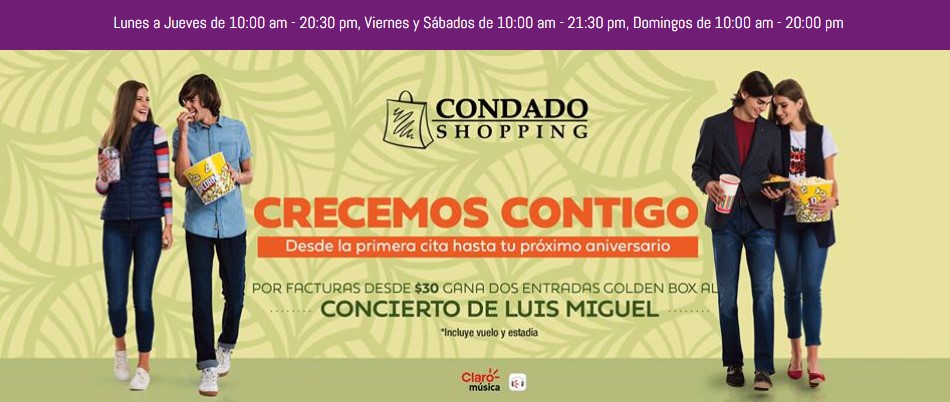 Lunes a Jueves de 10:00 am - 20:30 pm, Viernes y Sábados de 10:00 am - 21:30 pm, Domingos de 10:00 am - 20:00 pm
CONDADO
SHOPPING
CRECEMOS CONTIGO
Desde la primera cita hasta tu próximo aniversario
POR FACTURAS DESDE $30 GANA DOS ENTRADAS GOLDEN BOX AL
CONCIERTO DE LUIS MIGUEL
*Incluye vuelo y estadía
Claro
música